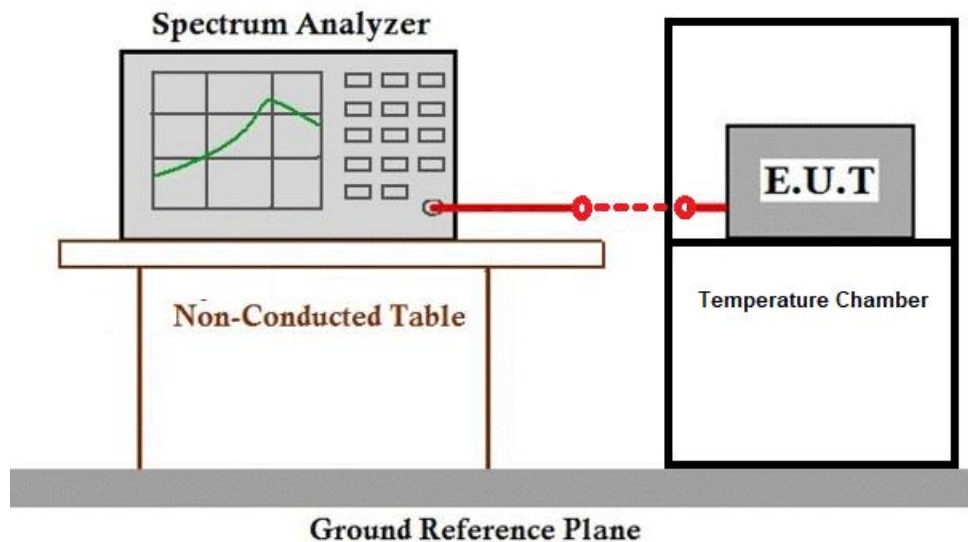 Spectrum Analyzer
E.U.T
Temperature Chamber
Non-Conducted Table
Ground Reference Plane